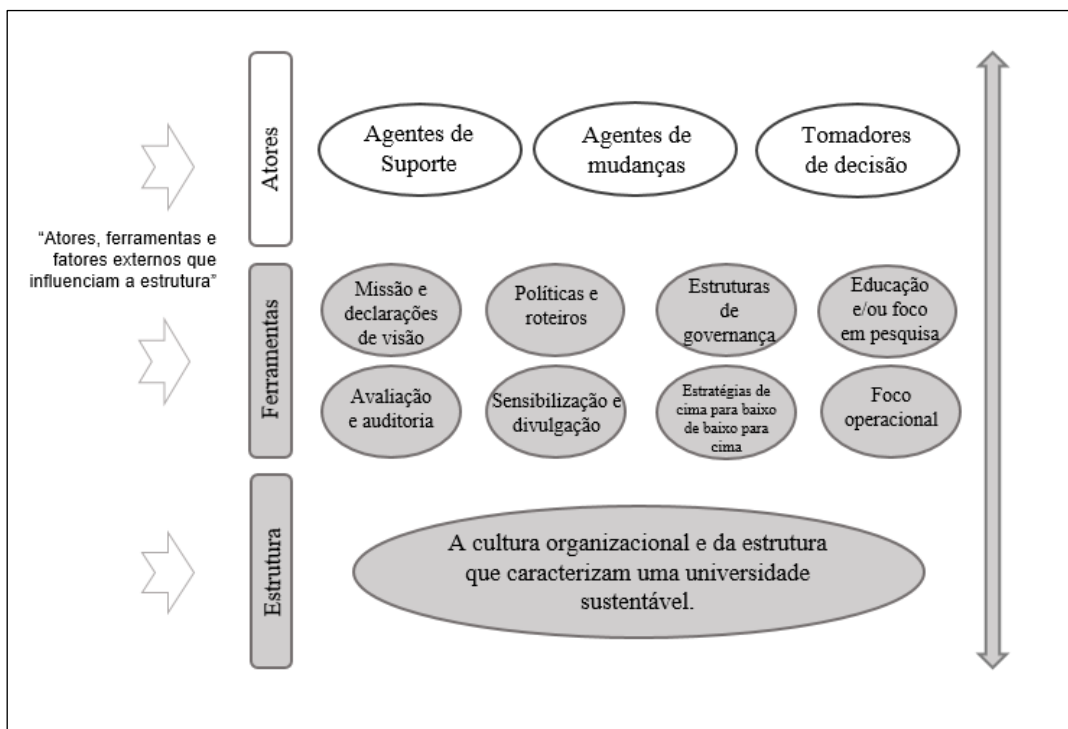 Atores
Agentes de
Suporte
Agentes de
mudanças
Tomadores
de decisão
“Atores, ferramentas e
fatores externos que
influenciam a estrutura”
Ferramentas
Missão e
declarações
de visão
Políticas e
roteiros
Estruturas
de
governança
Educação
e/ou foco
em pesquisa
Avaliação
e auditoria
Sensibilização e
divulgação
Estratégias de
cima para baixo
de baixo para
cima
Foco
operacional
Estrutura
A cultura organizacional e da estrutura
que caracterizam uma universidade
sustentável.